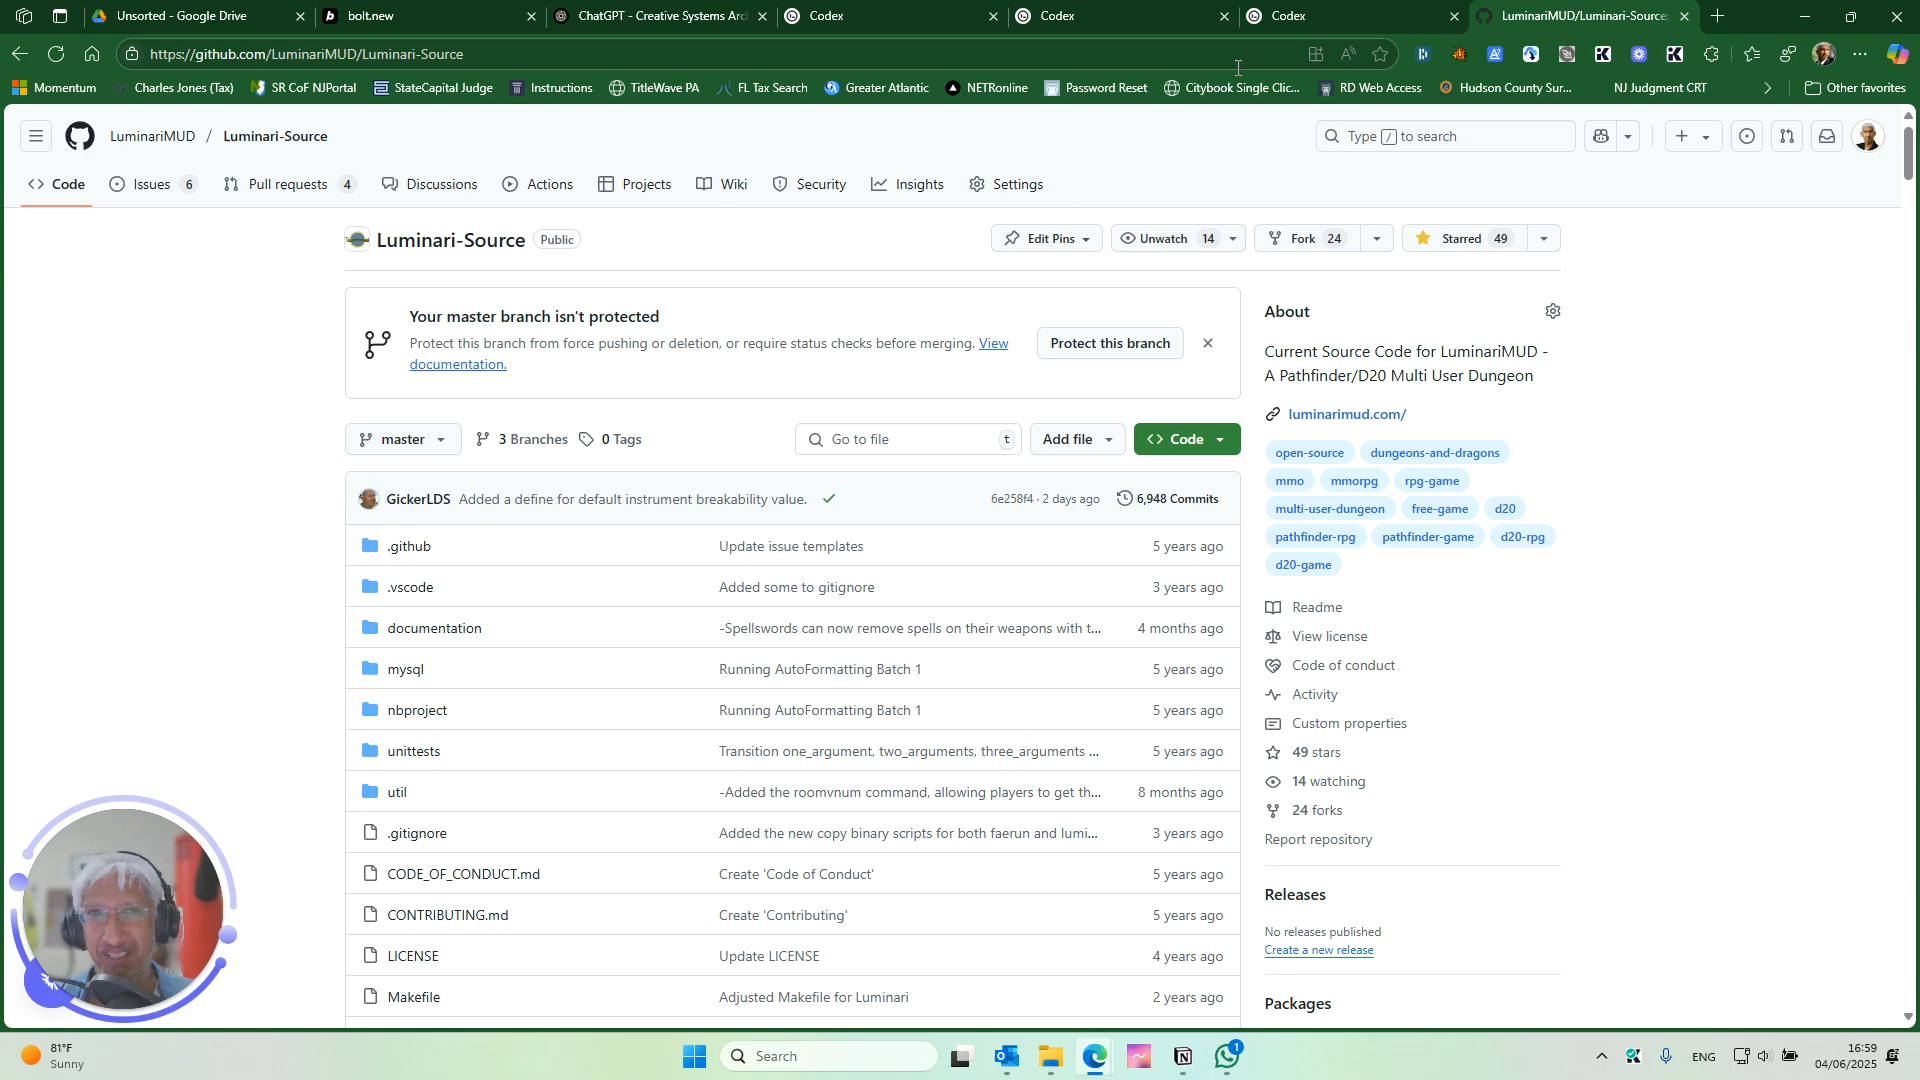 Unsorted - Google Drive
bolt.new
ChatGPT - Creative Systems Arc
Codex
Codex
Codex
LuminariMUD/Luminari-Source:
https://github.com/LuminariMUD/Luminari-Source
Momentum
Charles Jones (Tax)
SR CoF NJPortal
StateCapital Judge
Instructions
TitleWave PA
FL Tax Search
Greater Atlantic
NETRonline
Password Reset
Citybook Single Clic...
RD Web Access
Hudson County Sur...
NJ Judgment CRT
Other favorites
LuminariMUD / Luminari-Source
Type / to search
Code
Issues 6
Pull requests 4
Discussions
Actions
Projects
Wiki
Security
Insights
Settings
Luminari-Source Public
Edit Pins
Unwatch 14
Fork 24
Starred 49
Your master branch isn't protected
Protect this branch from force pushing or deletion, or require status checks before merging. View
documentation.
Protect this branch
master
3 Branches
0 Tags
Go to file t
Add file
<> Code
GickerLDS Added a define for default instrument breakability value.
6e258f4 · 2 days ago
6,948 Commits
.github Update issue templates 5 years ago
.vscode Added some to gitignore 3 years ago
documentation -Spellswords can now remove spells on their weapons with t... 4 months ago
mysql Running AutoFormatting Batch 1 5 years ago
nbproject Running AutoFormatting Batch 1 5 years ago
unittests Transition one_argument, two_arguments, three_arguments ... 5 years ago
util -Added the roomvnum command, allowing players to get th... 8 months ago
.gitignore Added the new copy binary scripts for both faerun and lumi... 3 years ago
CODE_OF_CONDUCT.md Create 'Code of Conduct' 5 years ago
CONTRIBUTING.md Create 'Contributing' 5 years ago
LICENSE Update LICENSE 4 years ago
Makefile Adjusted Makefile for Luminari 2 years ago
About
Current Source Code for LuminariMUD -
A Pathfinder/D20 Multi User Dungeon
luminarimud.com/
open-source dungeons-and-dragons
mmo mmorpg rpg-game
multi-user-dungeon free-game d20
pathfinder-rpg pathfinder-game d20-rpg
d20-game
Readme
View license
Code of conduct
Activity
Custom properties
49 stars
14 watching
24 forks
Report repository
Releases
No releases published
Create a new release
Packages
81°F
Sunny
Search
1
ENG
16:59
04/06/2025